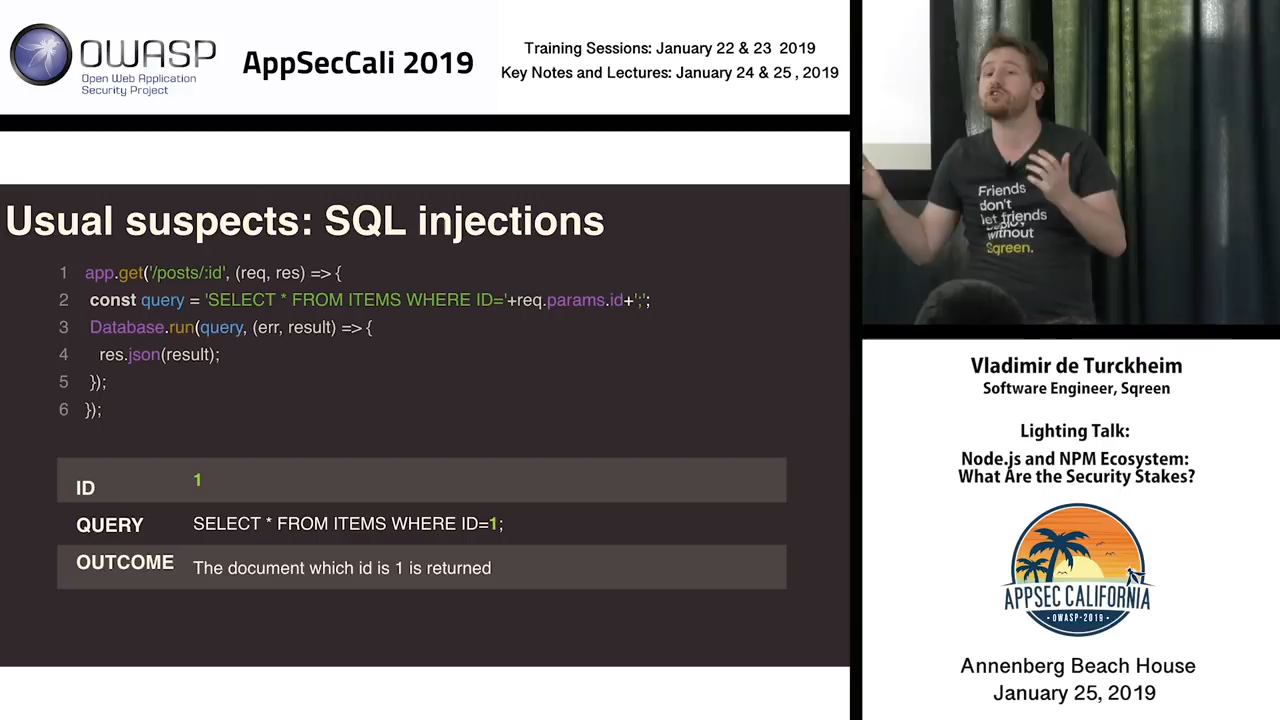 OWASP
Open Web Application
Security Project
AppSecCali 2019
Training Sessions: January 22 & 23 2019
Key Notes and Lectures: January 24 & 25, 2019
Usual suspects: SQL injections
1 app.get('/posts/:id', (req, res) => {
2 const query = 'SELECT * FROM ITEMS WHERE ID='+req.params.id+';';
3 Database.run(query, (err, result) => {
4 res.json(result);
5 });
6 });
ID 1
QUERY SELECT * FROM ITEMS WHERE ID=1;
OUTCOME The document which id is 1 is returned
Friends
don't
let friends
deploy
without
Sqreen.
Vladimir de Turckheim
Software Engineer, Sqreen
Lighting Talk:
Node.js and NPM Ecosystem:
What Are the Security Stakes?
APPSEC CALIFORNIA
OWASP-2019
Annenberg Beach House
January 25, 2019